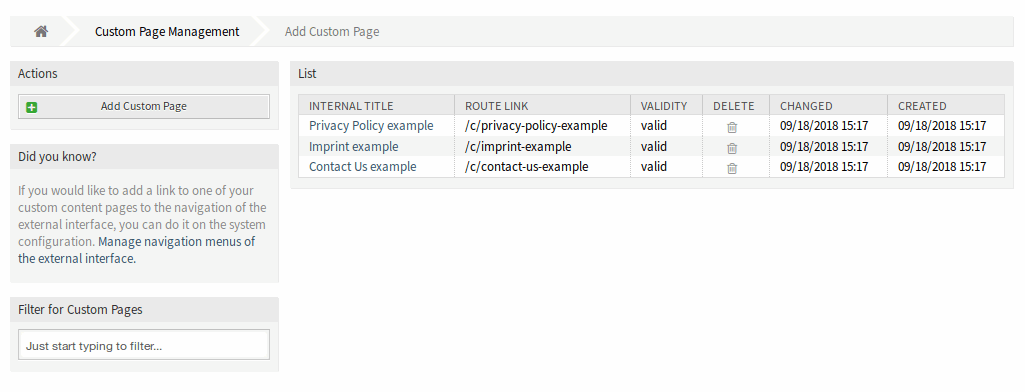 Custom Page Management Add Custom Page
Actions
Add Custom Page
Did you know?
If you would like to add a link to one of your
custom content pages to the navigation of the
external interface, you can do it on the system
configuration. Manage navigation menus of
the external interface.
Filter for Custom Pages
Just start typing to filter...
List
INTERNAL TITLE ROUTE LINK VALIDITY DELETE CHANGED CREATED
Privacy Policy example /c/privacy-policy-example valid 09/18/2018 15:17 09/18/2018 15:17
Imprint example /c/imprint-example valid 09/18/2018 15:17 09/18/2018 15:17
Contact Us example /c/contact-us-example valid 09/18/2018 15:17 09/18/2018 15:17